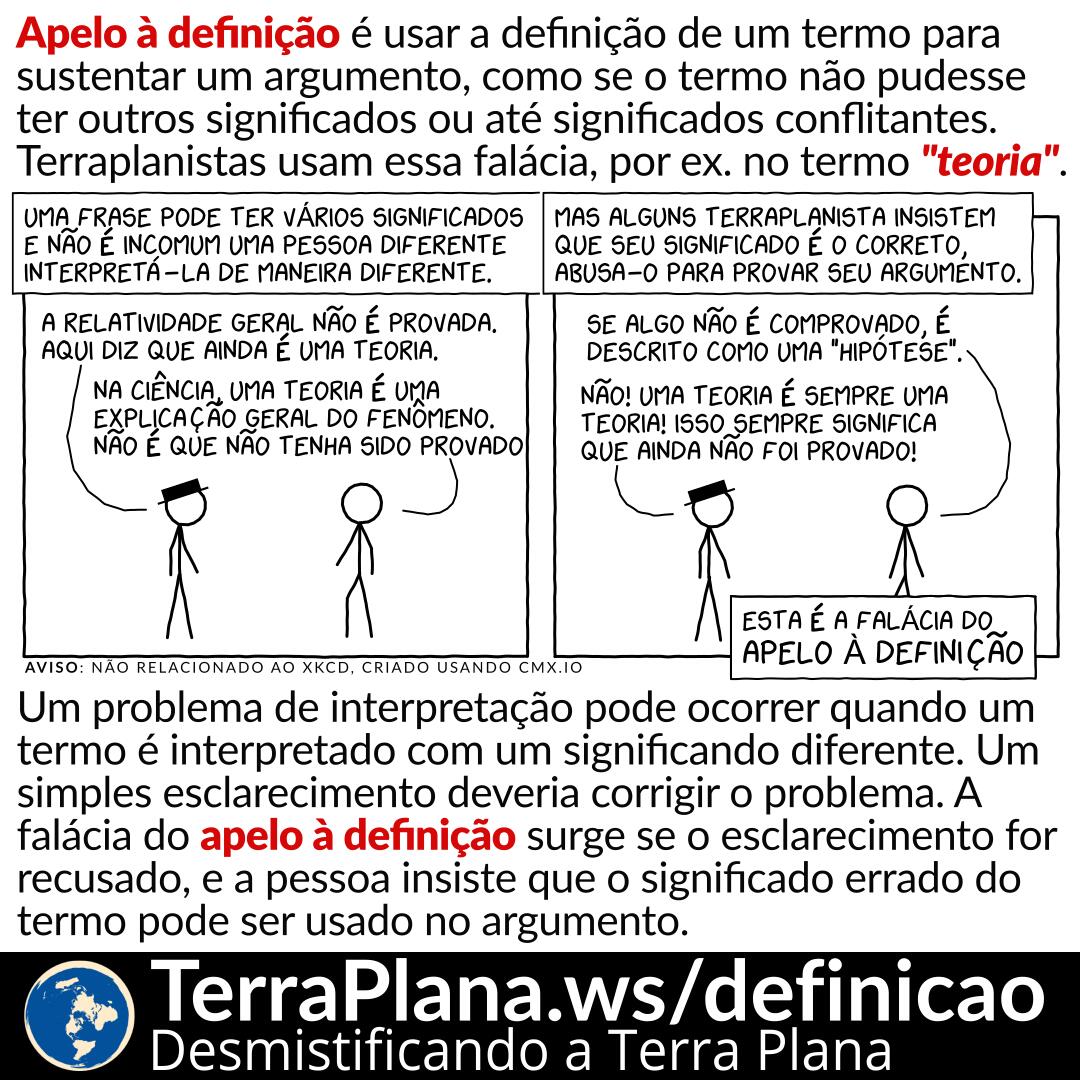 Apelo à definição é usar a definição de um termo para
sustentar um argumento, como se o termo não pudesse
ter outros significados ou até significados conflitantes.
Terraplanistas usam essa falácia, por ex. no termo "teoria".
UMA FRASE PODE TER VÁRIOS SIGNIFICADOS
E NÃO É INCOMUM UMA PESSOA DIFERENTE
INTERPRETÁ-LA DE MANEIRA DIFERENTE.
A RELATIVIDADE GERAL NÃO É PROVADA.
AQUI DIZ QUE AINDA É UMA TEORIA.
NA CIÊNCIA, UMA TEORIA É UMA
EXPLICAÇÃO GERAL DO FENÔMENO.
NÃO É QUE NÃO TENHA SIDO PROVADO
MAS ALGUNS TERRAPLANISTA INSISTEM
QUE SEU SIGNIFICADO É O CORRETO,
ABUSA-O PARA PROVAR SEU ARGUMENTO.
SE ALGO NÃO É COMPROVADO, É
DESCRITO COMO UMA "HIPÓTESE".
NÃO! UMA TEORIA É SEMPRE UMA
TEORIA! ISSO SEMPRE SIGNIFICA
QUE AINDA NÃO FOI PROVADO!
ESTA É A FALÁCIA DO
APELO À DEFINIÇÃO
AVISO: NÃO RELACIONADO AO XKCD, CRIADO USANDO CMX.IO
Um problema de interpretação pode ocorrer quando um
termo é interpretado com um significando diferente. Um
simples esclarecimento deveria corrigir o problema. A
falácia do apelo à definição surge se o esclarecimento for
recusado, e a pessoa insiste que o significado errado do
termo pode ser usado no argumento.
TerraPlana.ws/definicao
Desmistificando a Terra Plana